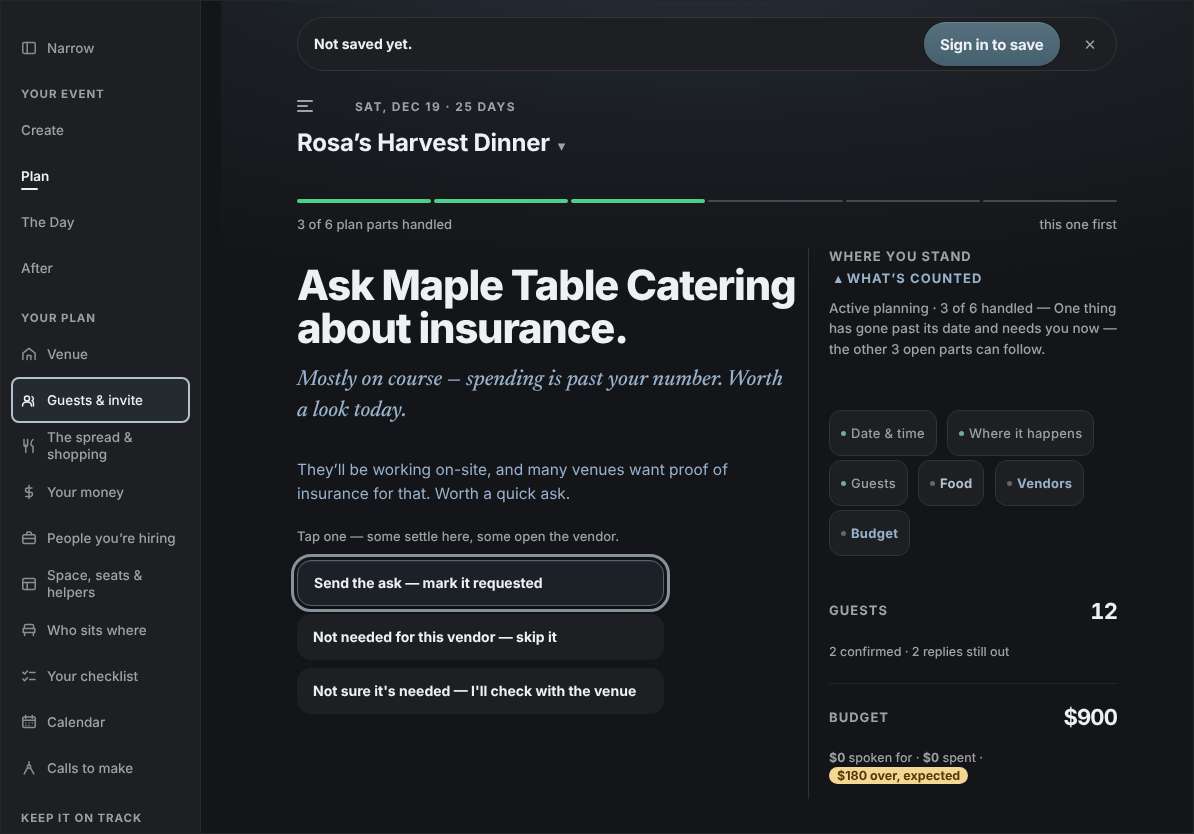 Narrow
YOUR EVENT
Create
Plan
The Day
After
YOUR PLAN
Venue
Guests & invite
The spread &
shopping
Your money
People you’re hiring
Space, seats &
helpers
Who sits where
Your checklist
Calendar
Calls to make
KEEP IT ON TRACK
Not saved yet.
Sign in to save
×
SAT, DEC 19 · 25 DAYS
Rosa’s Harvest Dinner ▾
3 of 6 plan parts handled
this one first
Ask Maple Table Catering
about insurance.
Mostly on course – spending is past your number. Worth
a look today.
They’ll be working on-site, and many venues want proof of
insurance for that. Worth a quick ask.
Tap one — some settle here, some open the vendor.
Send the ask — mark it requested
Not needed for this vendor — skip it
Not sure it's needed — I'll check with the venue
WHERE YOU STAND
▴ WHAT’S COUNTED
Active planning · 3 of 6 handled — One thing
has gone past its date and needs you now —
the other 3 open parts can follow.
Date & time
Where it happens
Guests
Food
Vendors
Budget
GUESTS
12
2 confirmed · 2 replies still out
BUDGET
$900
$0 spoken for · $0 spent ·
$180 over, expected